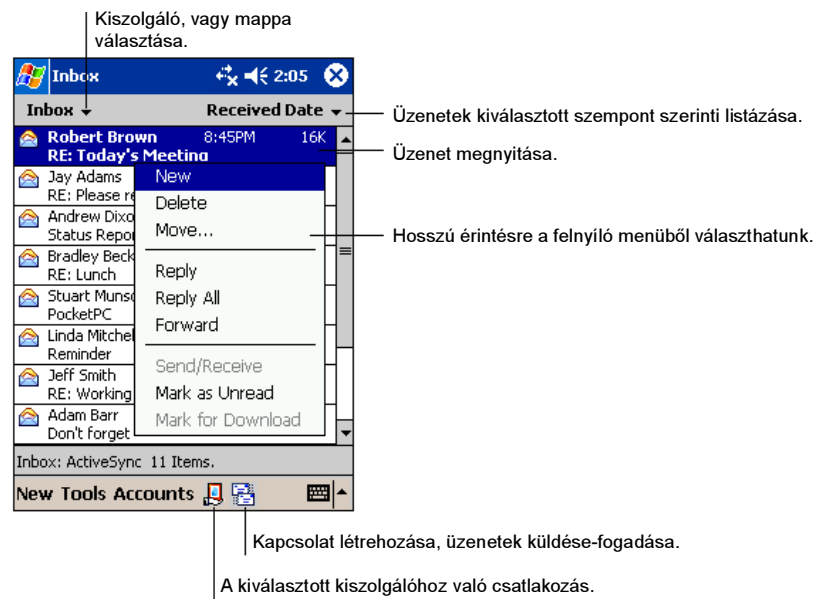 Kiszolgáló, vagy mappa
választása.
Inbox 2:05
Inbox Received Date
Üzenetek kiválasztott szempont szerinti listázása.
Robert Brown 8:45PM 16K
RE: Today's Meeting
Üzenet megnyitása.
Jay Adams
RE: Please re
Andrew Dixo
Status Repor
Bradley Beck
RE: Lunch
Stuart Munso
PocketPC
Linda Mitchel
Reminder
Jeff Smith
RE: Working
Adam Barr
Don't forget
New
Delete
Move...
Hosszú érintésre a felnyíló menüből választhatunk.
Reply
Reply All
Forward
Send/Receive
Mark as Unread
Mark for Download
Inbox: ActiveSync 11 Items.
New Tools Accounts
Kapcsolat létrehozása, üzenetek küldése-fogadása.
A kiválasztott kiszolgálóhoz való csatlakozás.